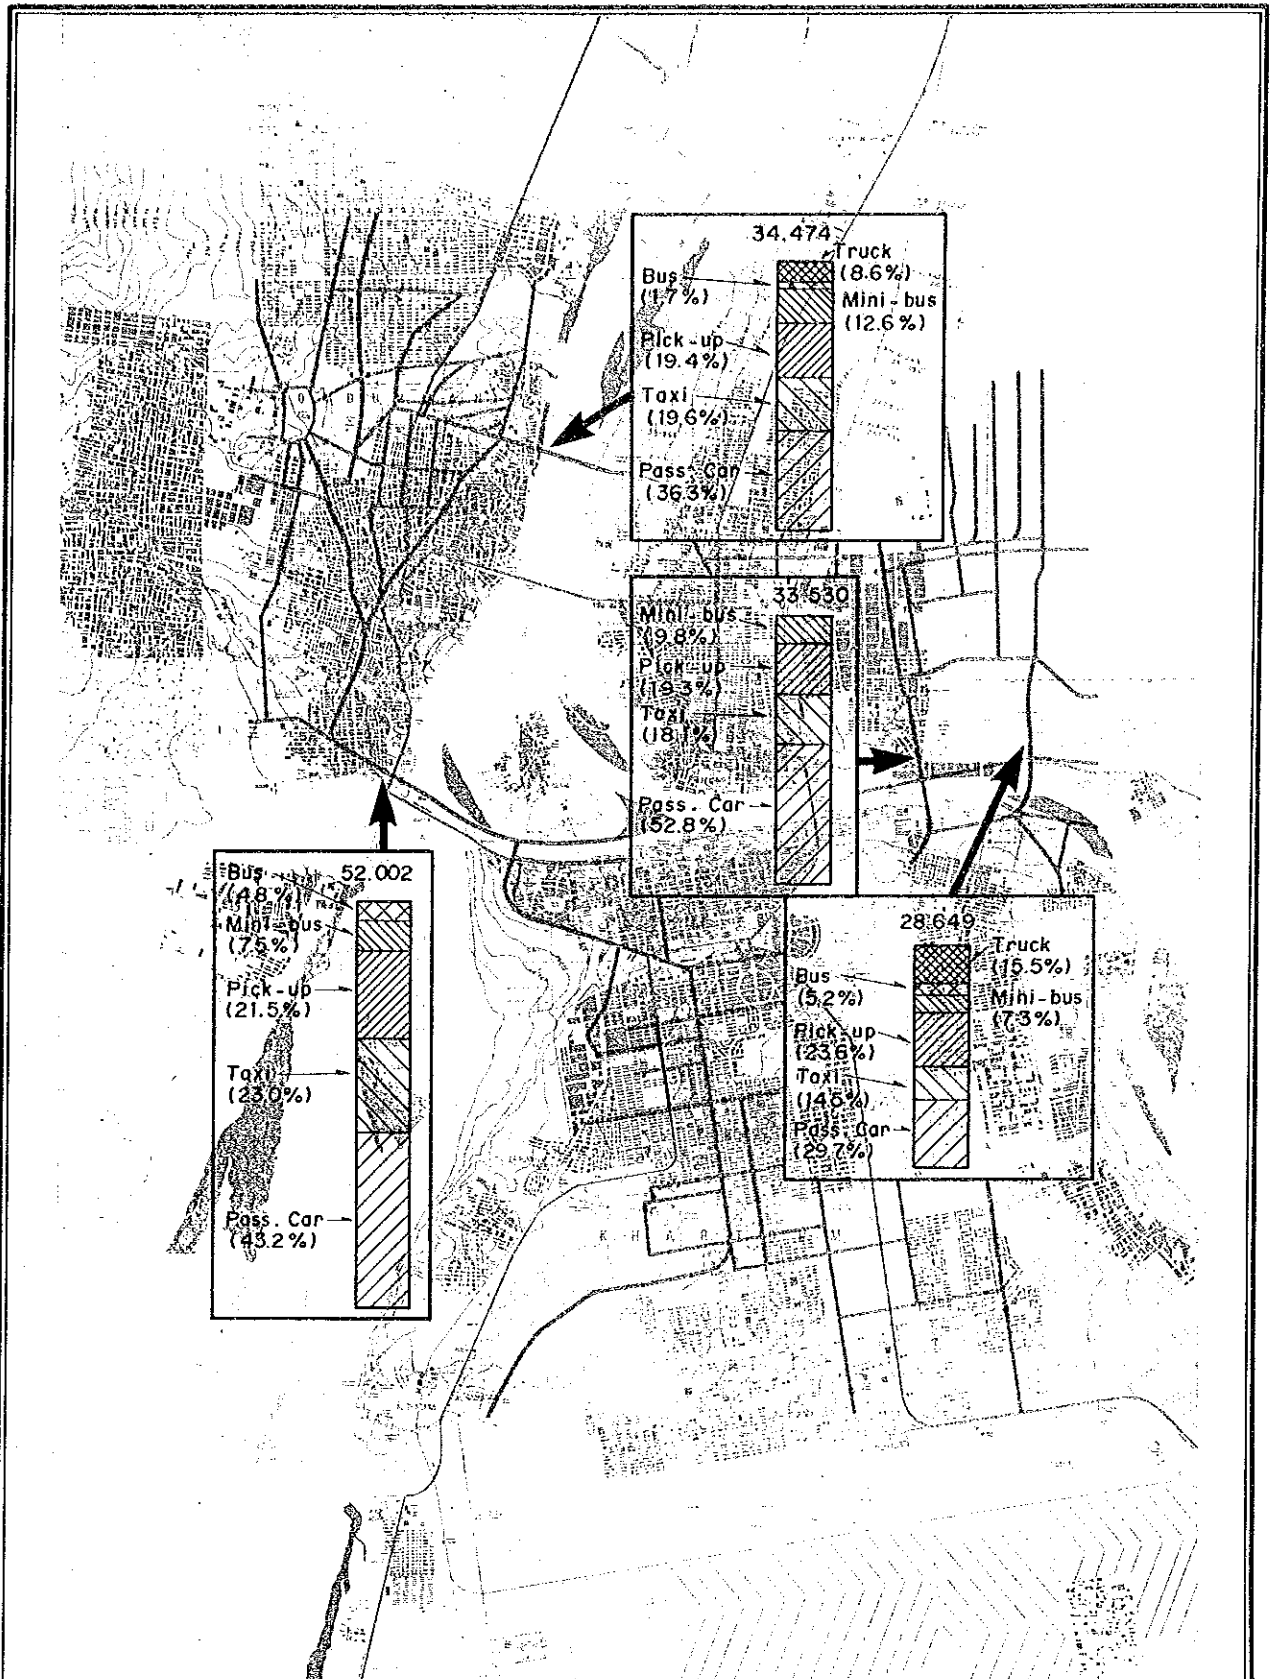 34,474
Truck
(8.6%)
Bus
(1.7%)
Mini-bus
(12.6%)
Pick-up
(19.4%)
Taxi
(19.6%)
Pass. Car
(36.3%)
33 530
Mini-bus
(9.8%)
Pick-up
(19.3%)
Taxi
(18.1%)
Pass. Car
(52.8%)
52.002
Bus
(4.8%)
Mini-bus
(7.5%)
Pick-up
(21.5%)
Taxi
(23.0%)
Pass. Car
(43.2%)
28.649
Truck
(15.5%)
Bus
(5.2%)
Mini-bus
(7.3%)
Pick-up
(23.6%)
Taxi
Pass. Car
(29.7%)
K H A R T O U M